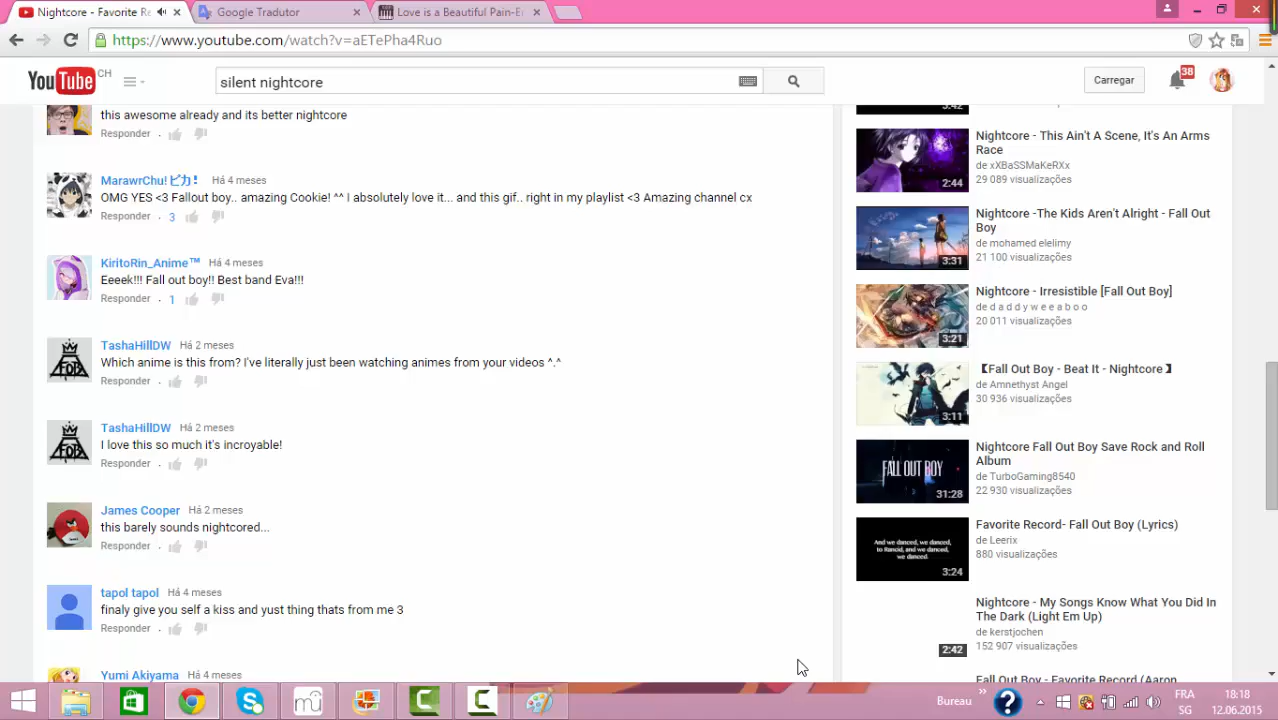 Nightcore - Favorite Re
Google Tradutor
Love is a Beautiful Pain-E
https://www.youtube.com/watch?v=aETePha4Ruo
YouTube CH
silent nightcore
Carregar
38
this awesome already and its better nightcore
Responder
MarawrChu! ピカ! Há 4 meses
OMG YES <3 Fallout boy.. amazing Cookie! ^^ I absolutely love it... and this gif.. right in my playlist <3 Amazing channel cx
Responder . 3
KiritoRin_Anime™ Há 4 meses
Eeeek!!! Fall out boy!! Best band Eva!!!
Responder . 1
TashaHillDW Há 2 meses
Which anime is this from? I've literally just been watching animes from your videos ^.^
Responder .
FOB
TashaHillDW Há 2 meses
I love this so much it's incroyable!
Responder .
FOB
James Cooper Há 2 meses
this barely sounds nightcored...
Responder .
tapol tapol Há 4 meses
finaly give you self a kiss and yust thing thats from me 3
Responder .
Yumi Akiyama Há 4 meses
3:42
Nightcore - This Ain't A Scene, It's An Arms
Race
de xXBaSSMaKeRXx
29 089 visualizações
2:44
Nightcore -The Kids Aren't Alright - Fall Out
Boy
de mohamed elelimy
21 100 visualizações
3:31
Nightcore - Irresistible [Fall Out Boy]
de d a d d y w e e a b o o
20 011 visualizações
3:21
【Fall Out Boy - Beat It - Nightcore】
de Amnethyst Angel
30 936 visualizações
3:11
Nightcore Fall Out Boy Save Rock and Roll
Album
de TurboGaming8540
22 930 visualizações
FALL OUT BOY
31:28
Favorite Record- Fall Out Boy (Lyrics)
de Leerix
880 visualizações
And we danced, we danced,
to Rancid, and we danced,
we danced.
3:24
Nightcore - My Songs Know What You Did In
The Dark (Light Em Up)
de kerstjochen
152 907 visualizações
2:42
Fall Out Boy - Favorite Record (Aaron
Bureau
FR
SG
18:18
12.06.2015